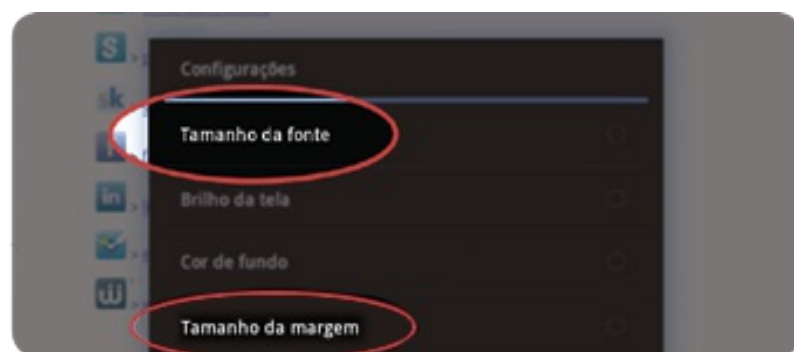 Configurações
Tamanho da fonte
Brilho da tela
Cor de fundo
Tamanho da margem